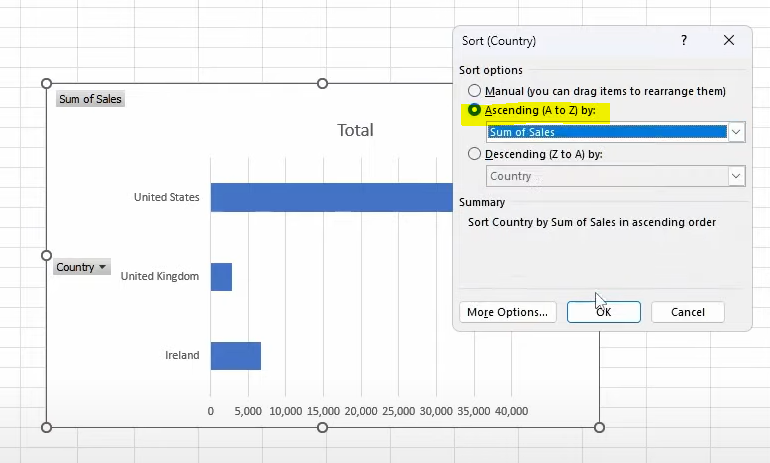 Sum of Sales
Total
United States
Country
United Kingdom
Ireland
0 5,000 10,000 15,000 20,000 25,000 30,000 35,000 40,000
Sort (Country)
?
Sort options
Manual (you can drag items to rearrange them)
Ascending (A to Z) by:
Sum of Sales
Descending (Z to A) by:
Country
Summary
Sort Country by Sum of Sales in ascending order
More Options... OK Cancel